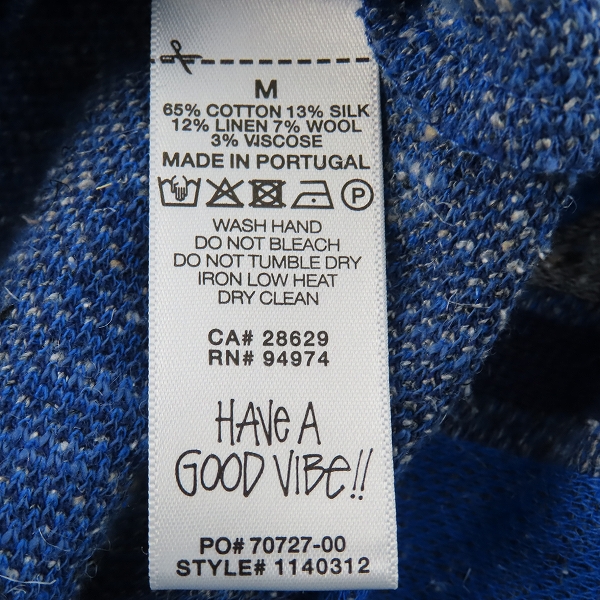 M
65% COTTON 13% SILK
12% LINEN 7% WOOL
3% VISCOSE
MADE IN PORTUGAL
P
WASH HAND
DO NOT BLEACH
DO NOT TUMBLE DRY
IRON LOW HEAT
DRY CLEAN
CA# 28629
RN# 94974
HAVE A
GOOD VIBE!!
PO# 70727-00
STYLE# 1140312